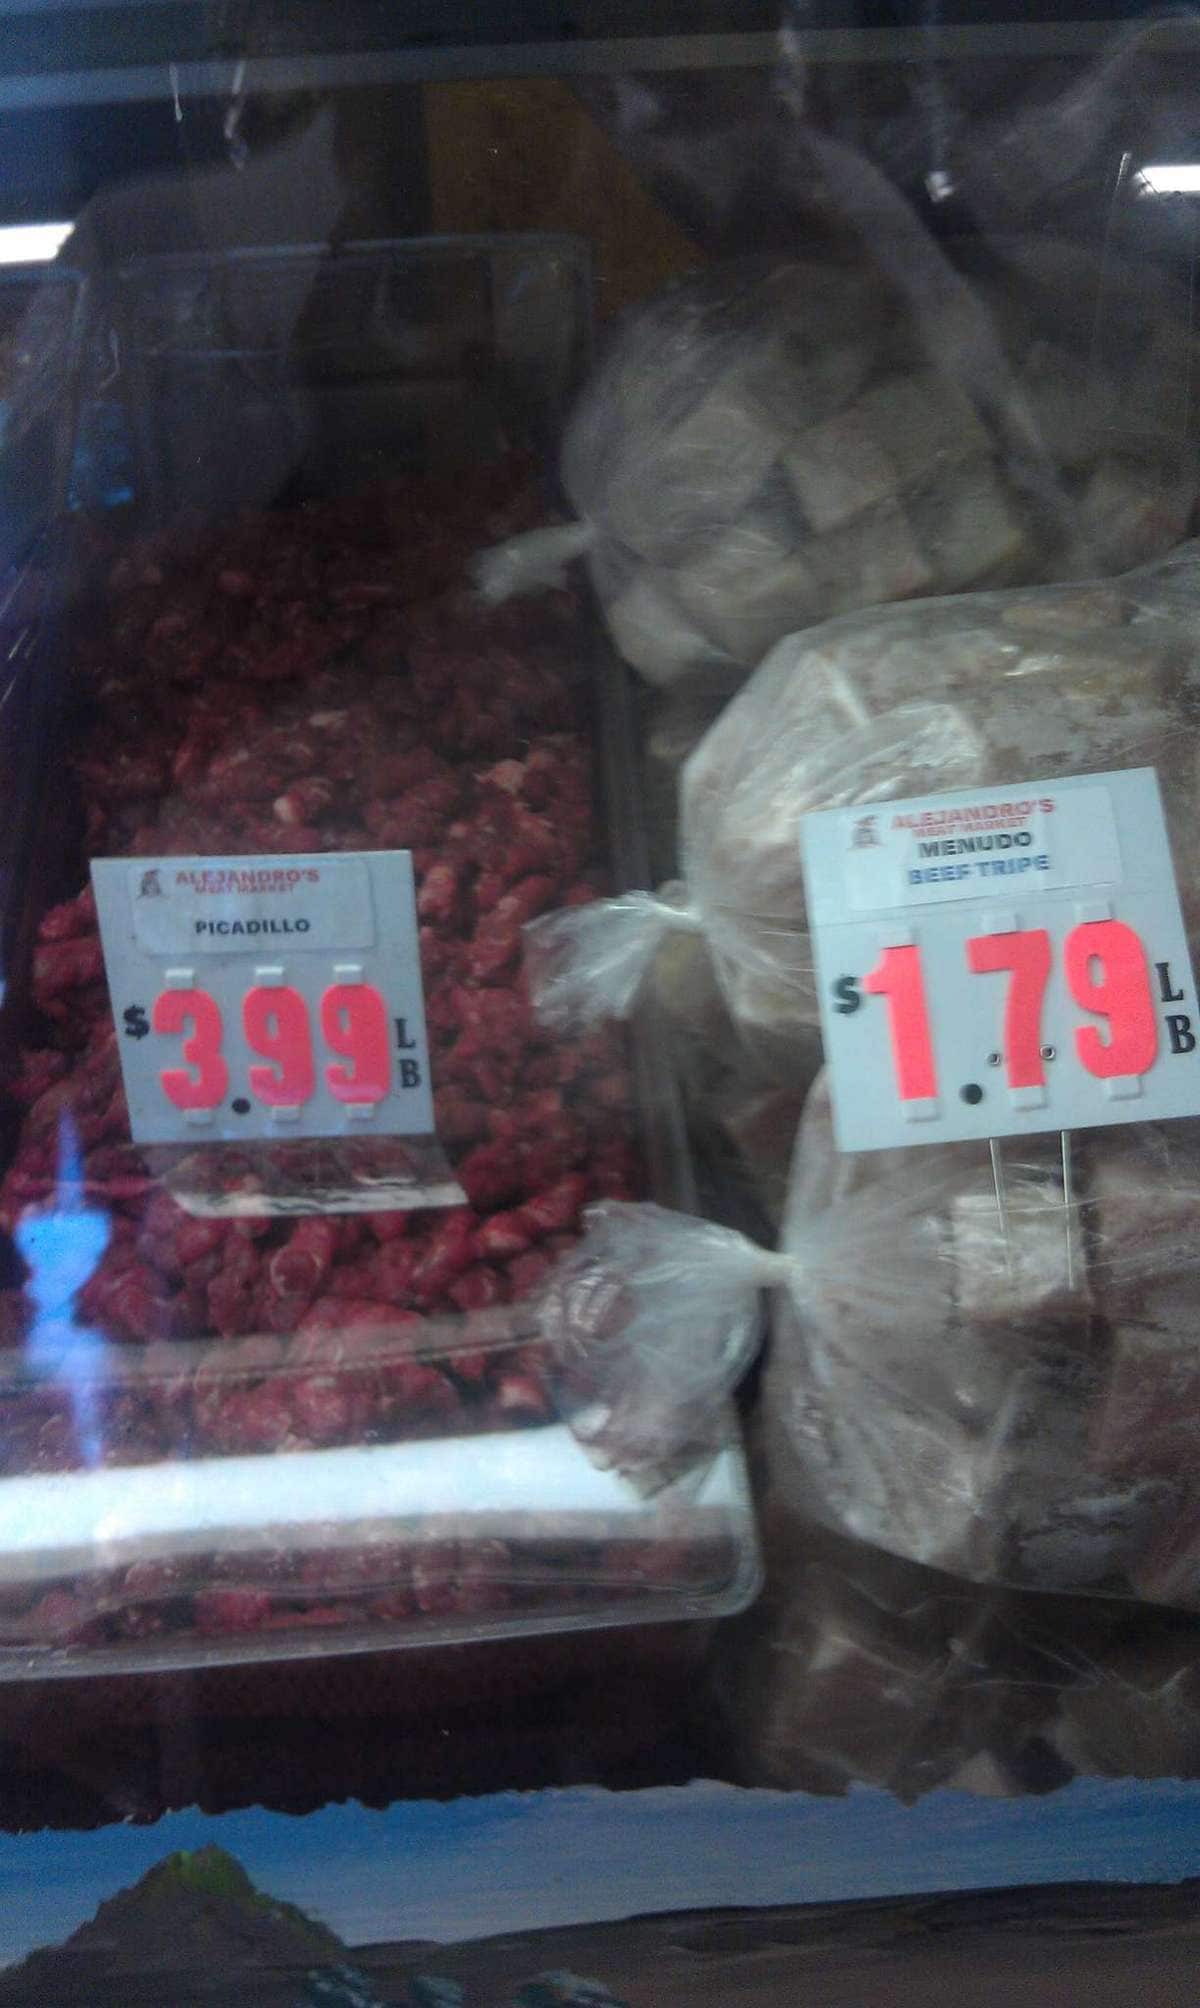 ALEJANDRO'S
MEAT MARKET
PICADILLO
$3.99 LB
ALEJANDRO'S
MEAT MARKET
MENUDO
BEEF TRIPE
$1.79 LB